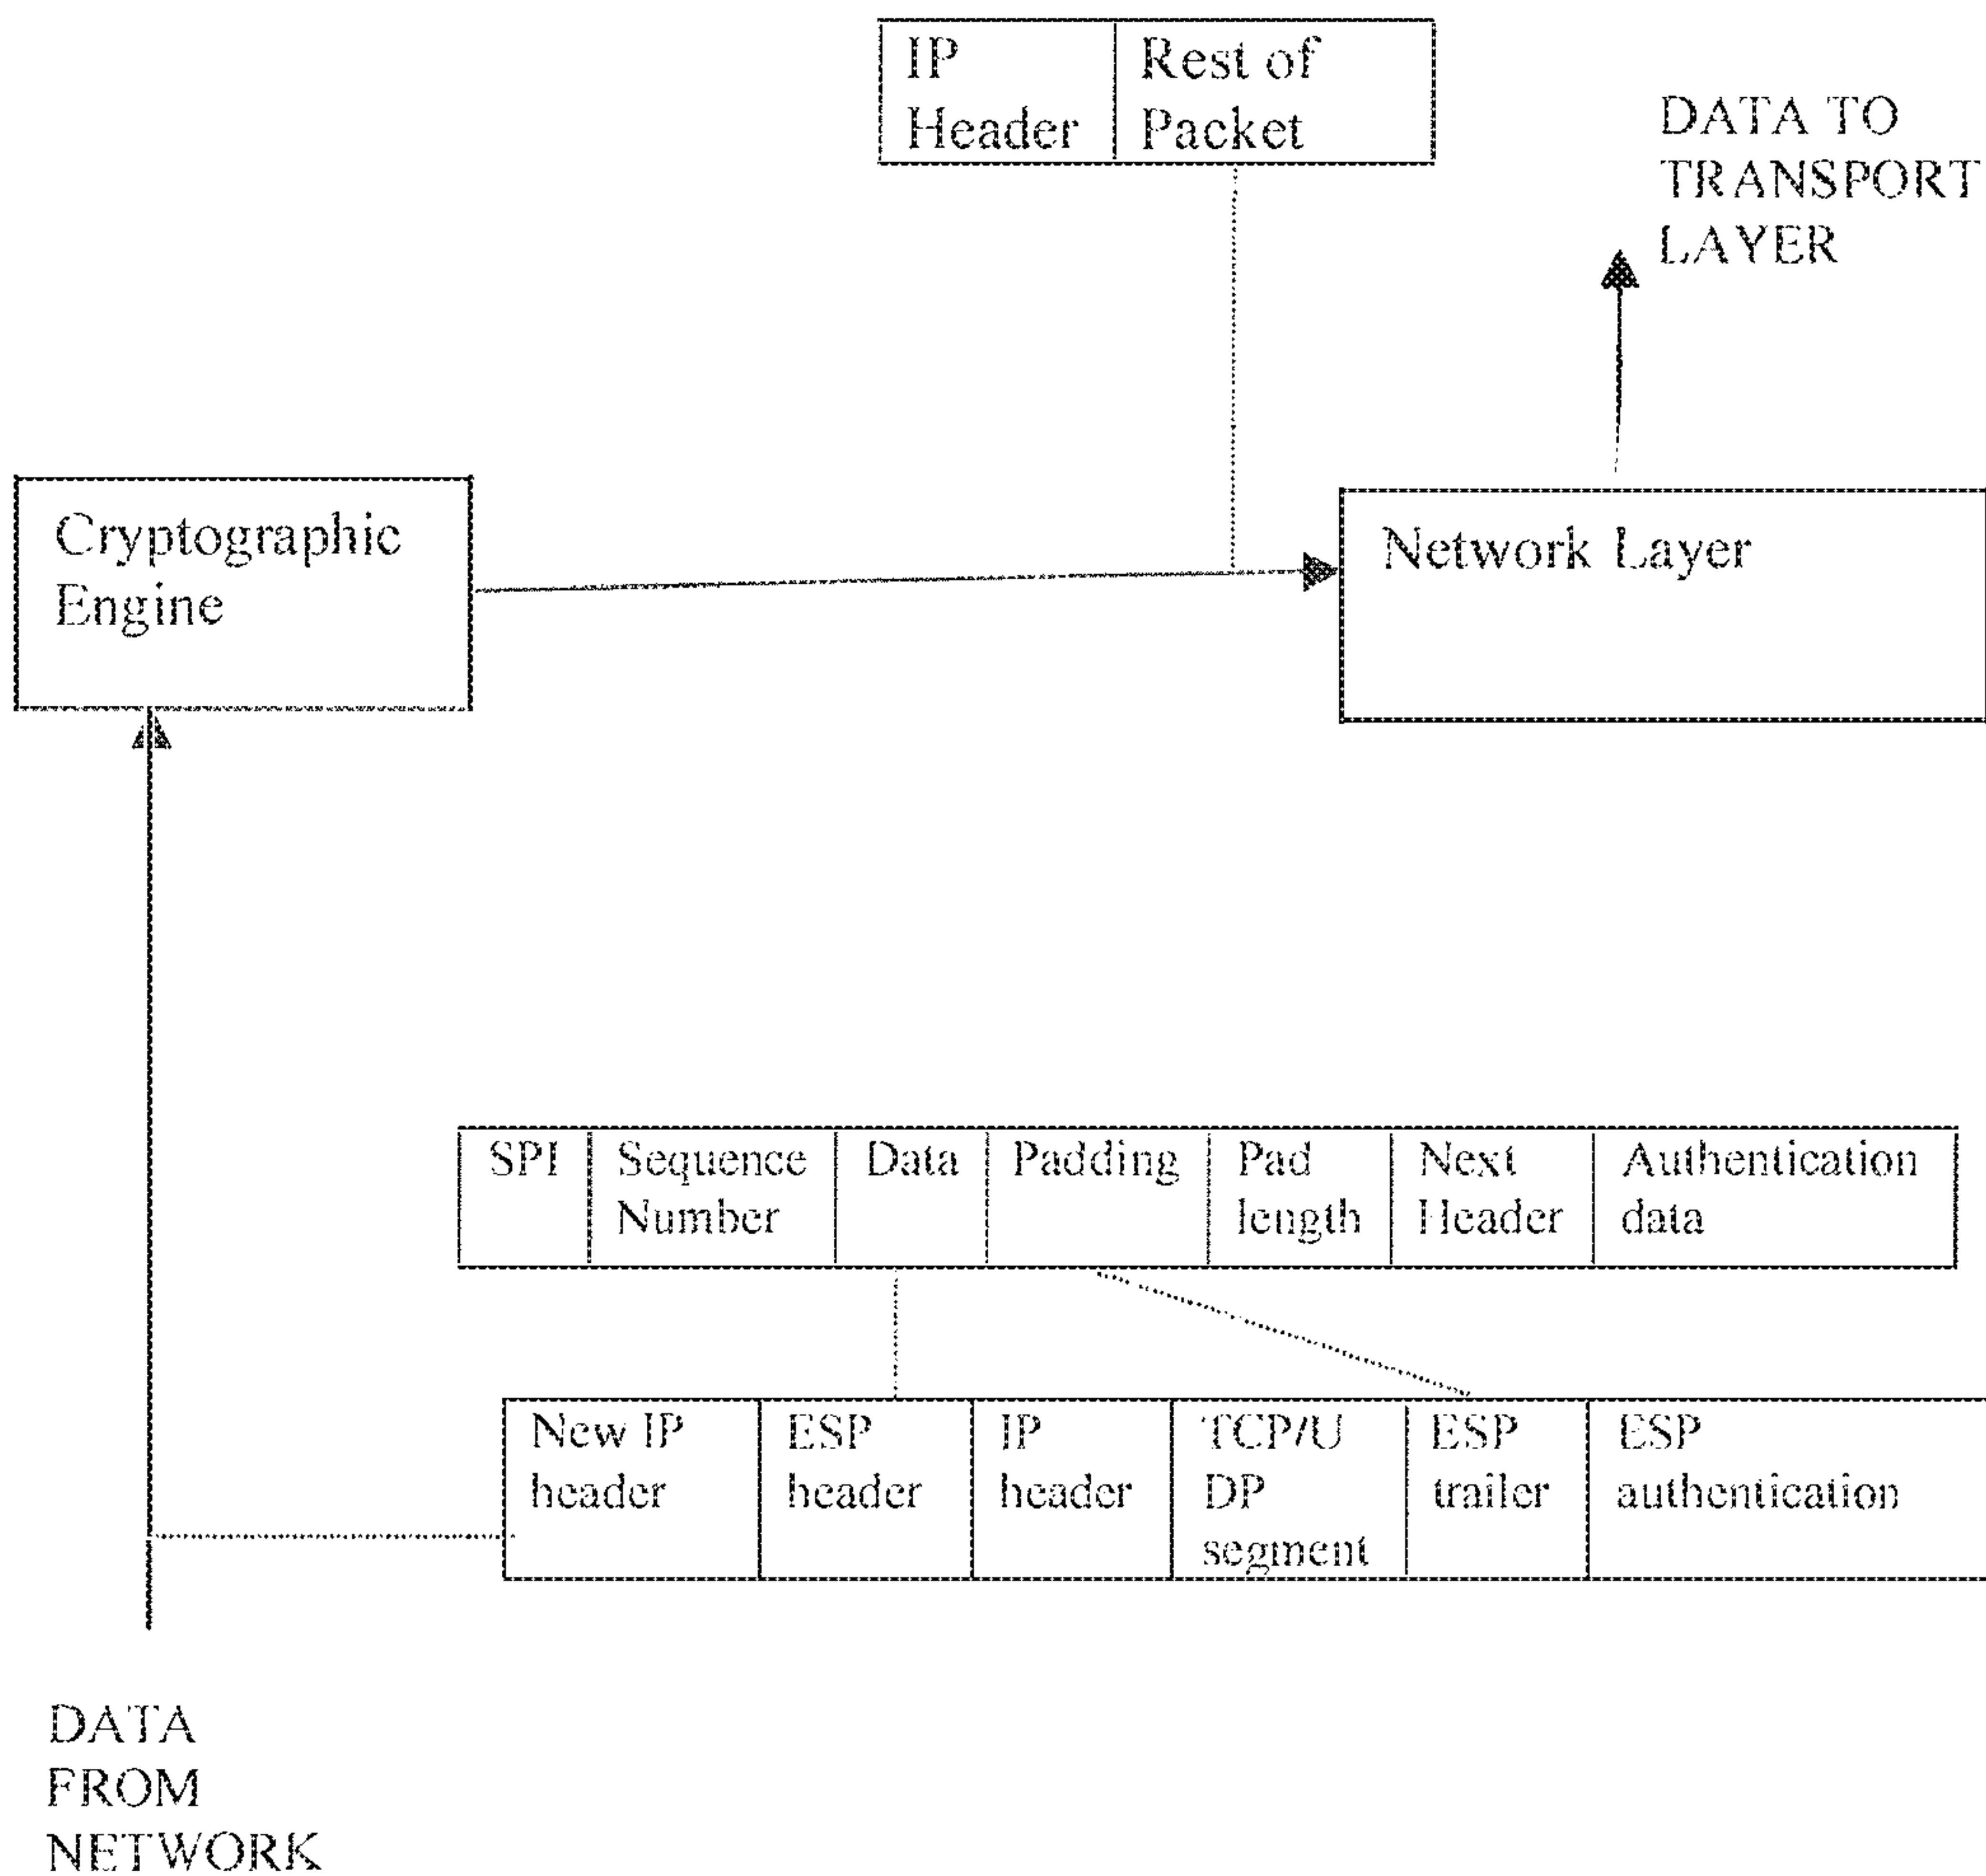 IP
Header
Rest of
Packet
DATA TO
TRANSPORT
LAYER
Cryptographic
Engine
Network Layer
SPI
Sequence
Number
Data
Padding
Pad
length
Next
Header
Authentication
data
New IP
header
ESP
header
IP
header
TCP/U
DP
segment
ESP
trailer
ESP
authentication
DATA
FROM
NETWORK